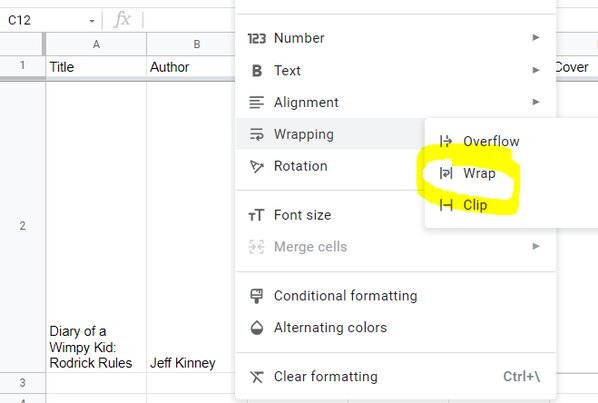 C12
fx
A
B
1
Title
Author
Cover
123 Number
B Text
Alignment
Wrapping
Rotation
Overflow
Wrap
Clip
2
Font size
Merge cells
Conditional formatting
Alternating colors
Clear formatting Ctrl+\
Diary of a
Wimpy Kid:
Rodrick Rules
Jeff Kinney
3